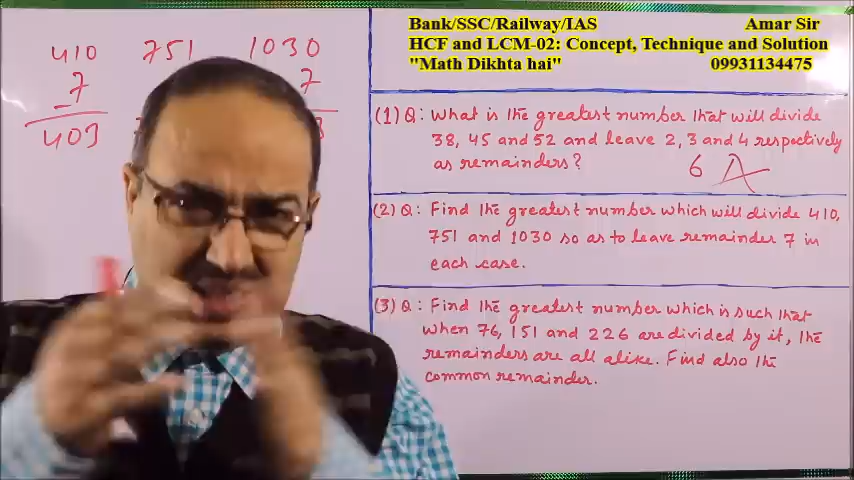 Bank/SSC/Railway/IAS Amar Sir
HCF and LCM-02: Concept, Technique and Solution
"Math Dikhta hai" 09931134475
410 751 1030
7 7
-
403
(1) Q: What is the greatest number that will divide
38, 45 and 52 and leave 2, 3 and 4 respectively
as remainders? 6
(2) Q: Find the greatest number which will divide 410,
751 and 1030 so as to leave remainder 7 in
each case.
(3) Q: Find the greatest number which is such that
when 76, 151 and 226 are divided by it, the
remainders are all alike. Find also the
common remainder.